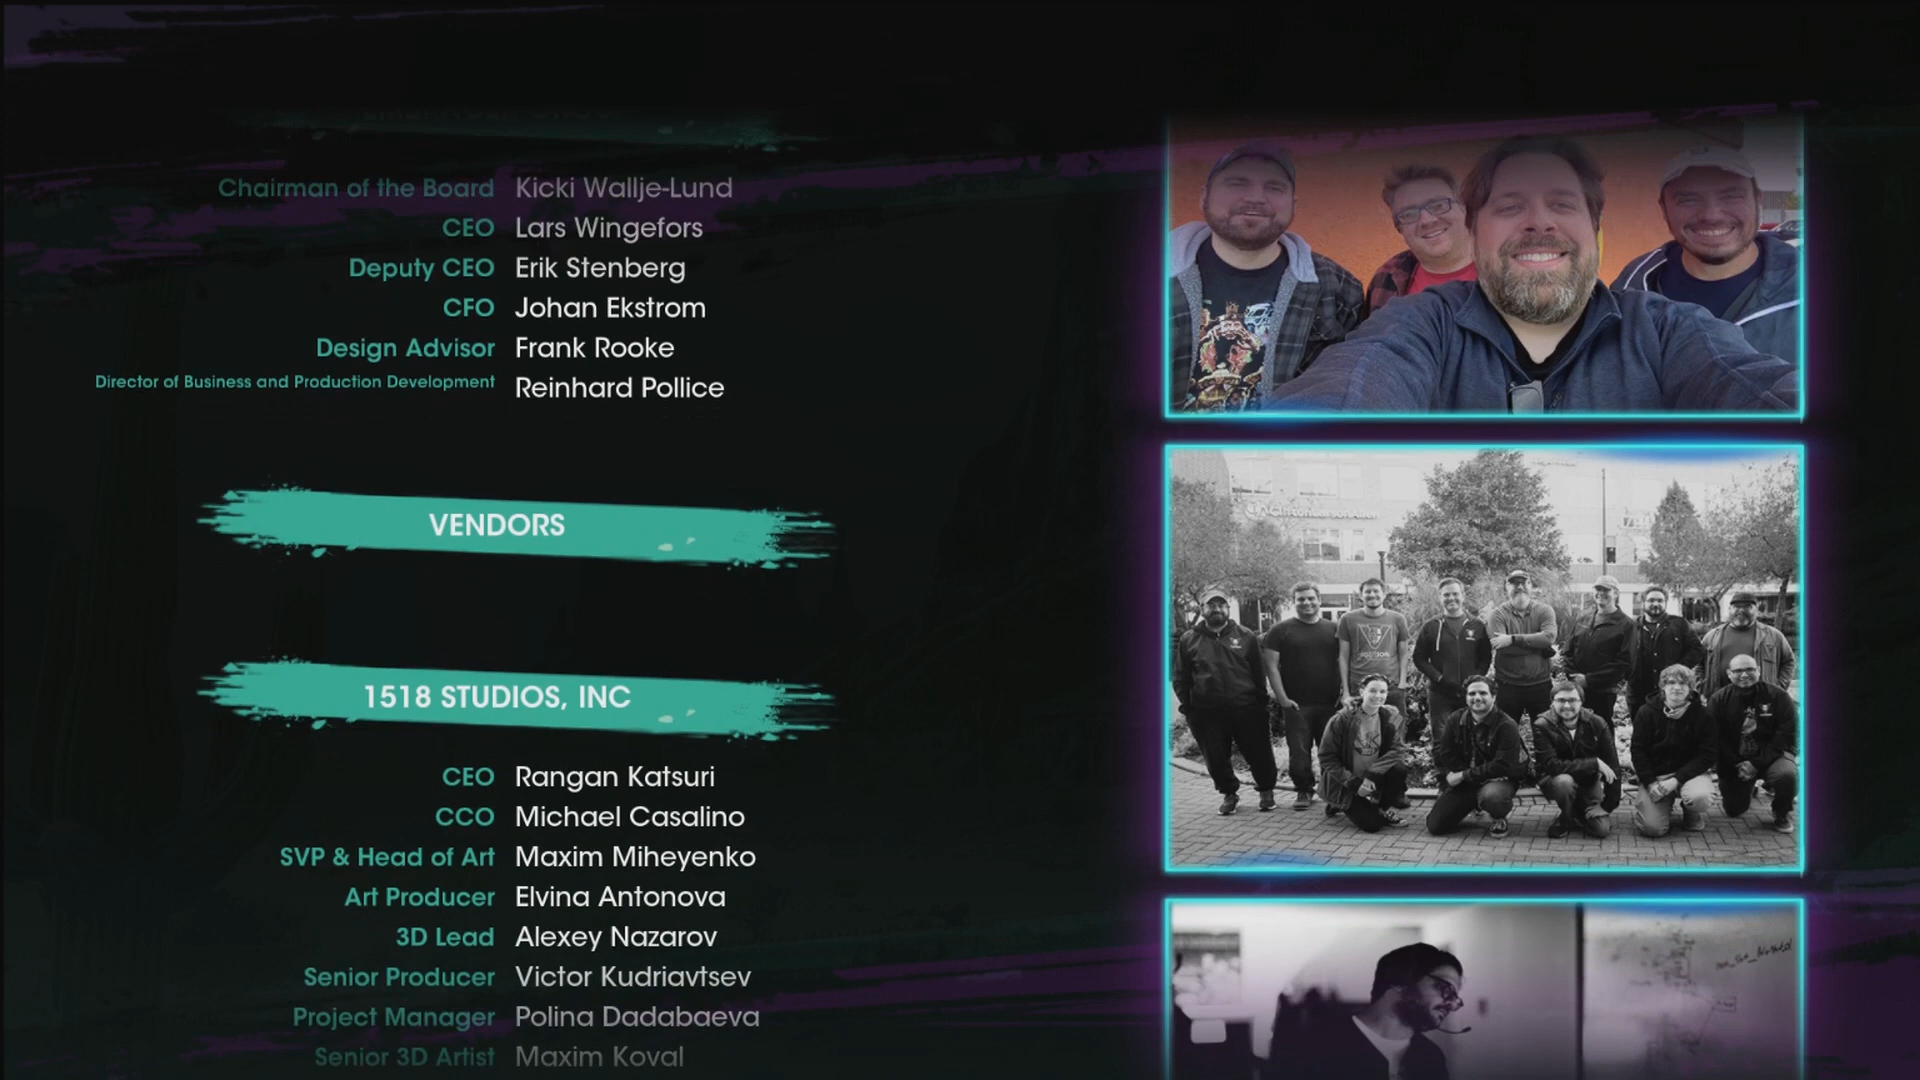 Chairman of the Board Kicki Wallje-Lund
CEO Lars Wingefors
Deputy CEO Erik Stenberg
CFO Johan Ekstrom
Design Advisor Frank Rooke
Director of Business and Production Development Reinhard Pollice
VENDORS
1518 STUDIOS, INC
CEO Rangan Katsuri
CCO Michael Casalino
SVP & Head of Art Maxim Miheyenko
Art Producer Elvina Antonova
3D Lead Alexey Nazarov
Senior Producer Victor Kudriavtsev
Project Manager Polina Dadabaeva
Senior 3D Artist Maxim Koval